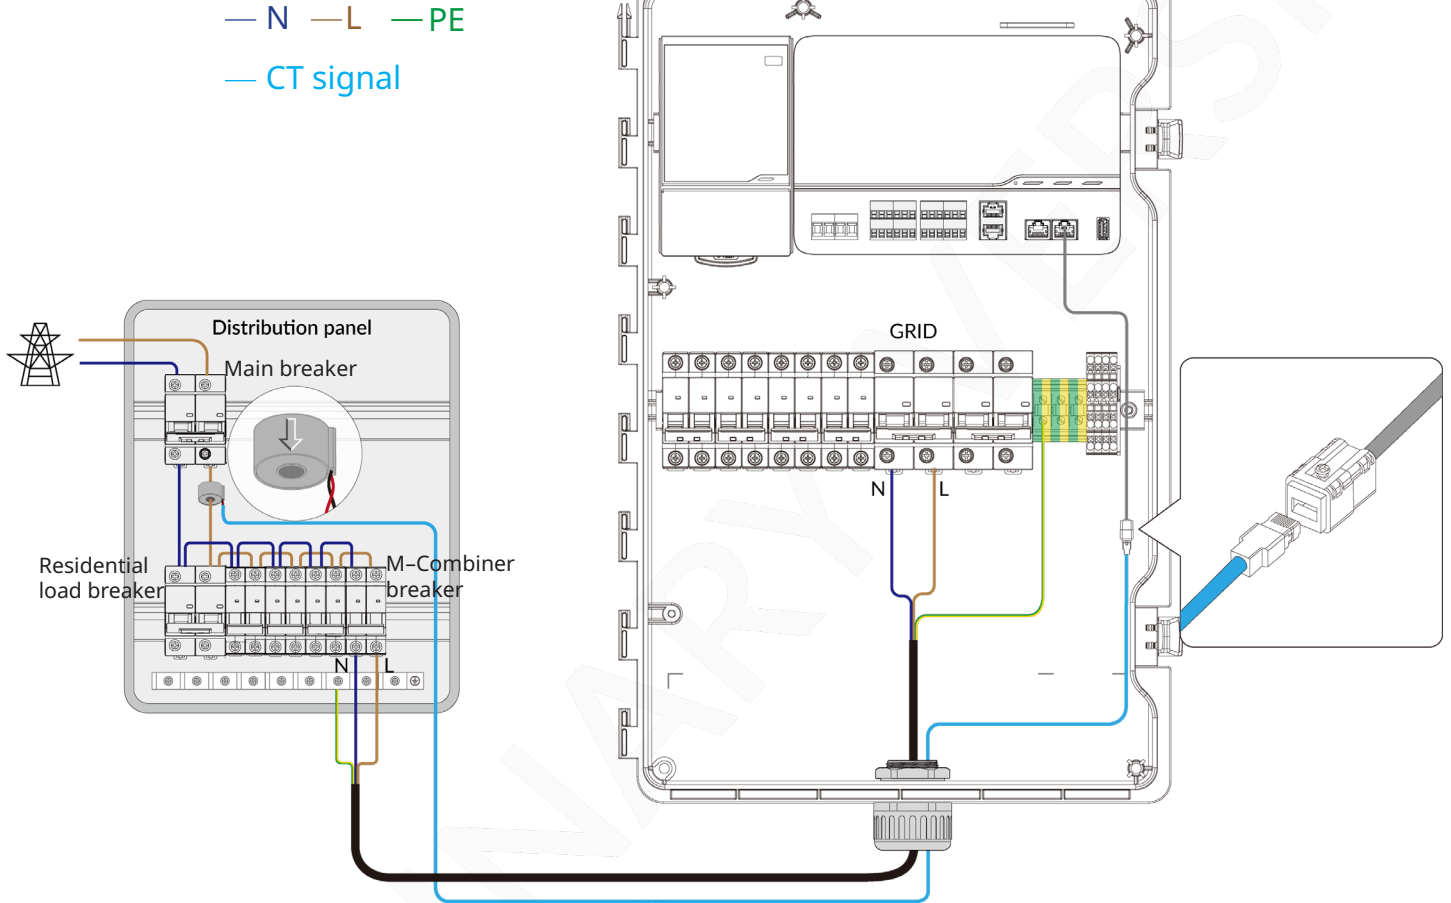 N L PE
CT signal
Distribution panel
Main breaker
GRID
N L
Residential
load breaker
M–Combiner
breaker
N L